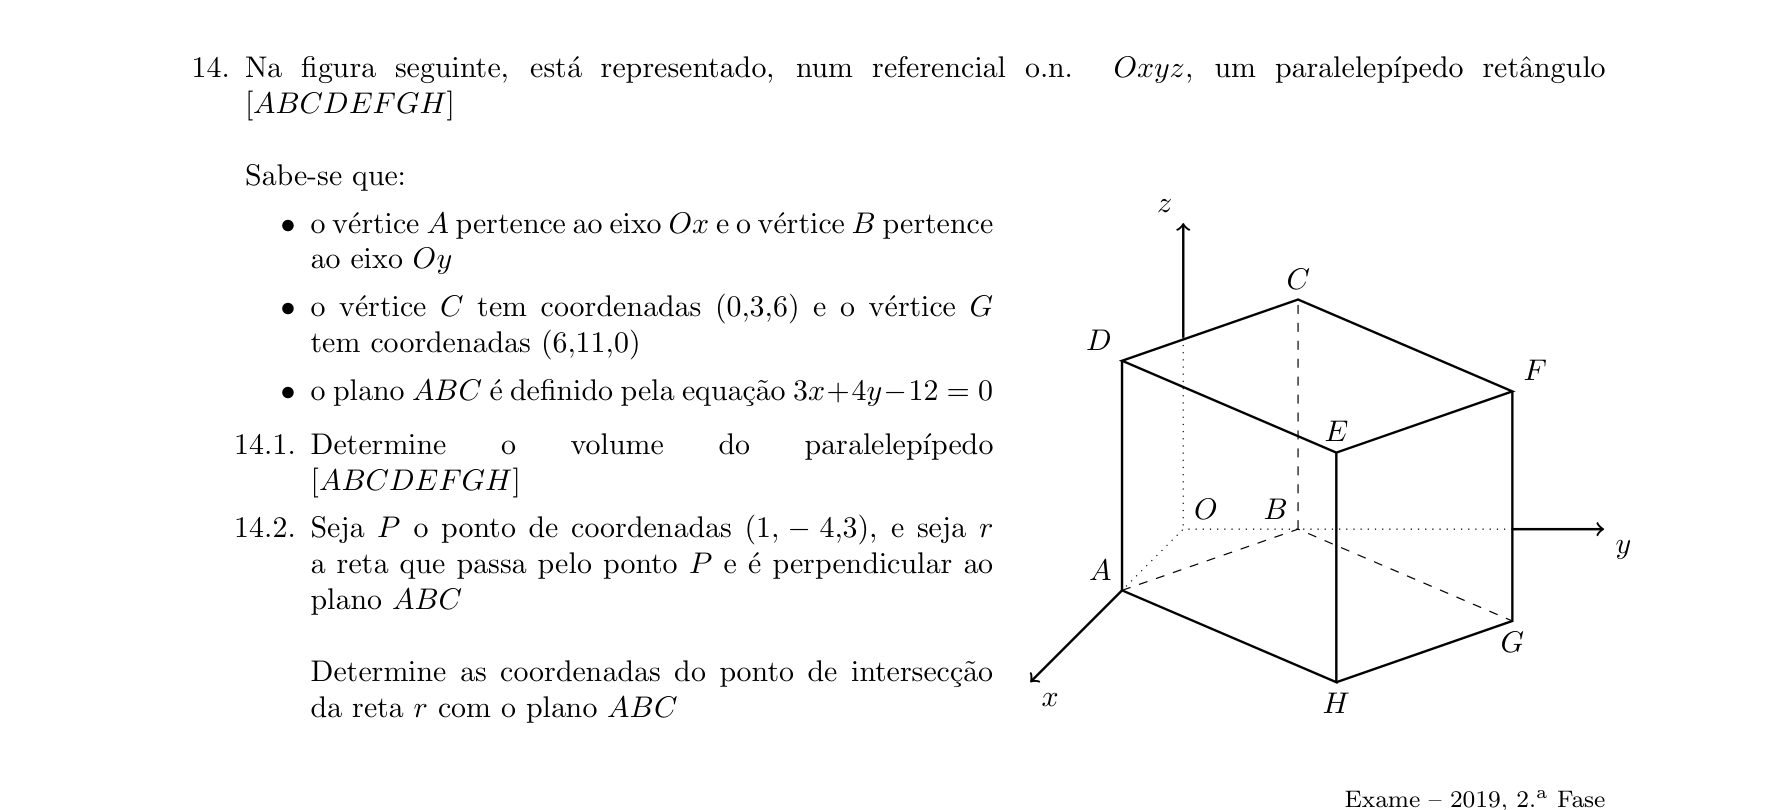 14. Na figura seguinte, está representado, num referencial o.n. Oxyz, um paralelepípedo retângulo
[ABCDEFGH]
Sabe-se que:
• o vértice A pertence ao eixo Ox e o vértice B pertence
ao eixo Oy
• o vértice C tem coordenadas (0,3,6) e o vértice G
tem coordenadas (6,11,0)
• o plano ABC é definido pela equação 3x+4y−12 = 0
14.1. Determine o volume do paralelepípedo
[ABCDEFGH]
14.2. Seja P o ponto de coordenadas (1, − 4,3), e seja r
a reta que passa pelo ponto P e é perpendicular ao
plano ABC
Determine as coordenadas do ponto de intersecção
da reta r com o plano ABC
z
C
D
F
E
O
B
y
A
G
x
H
Exame – 2019, 2.ª Fase